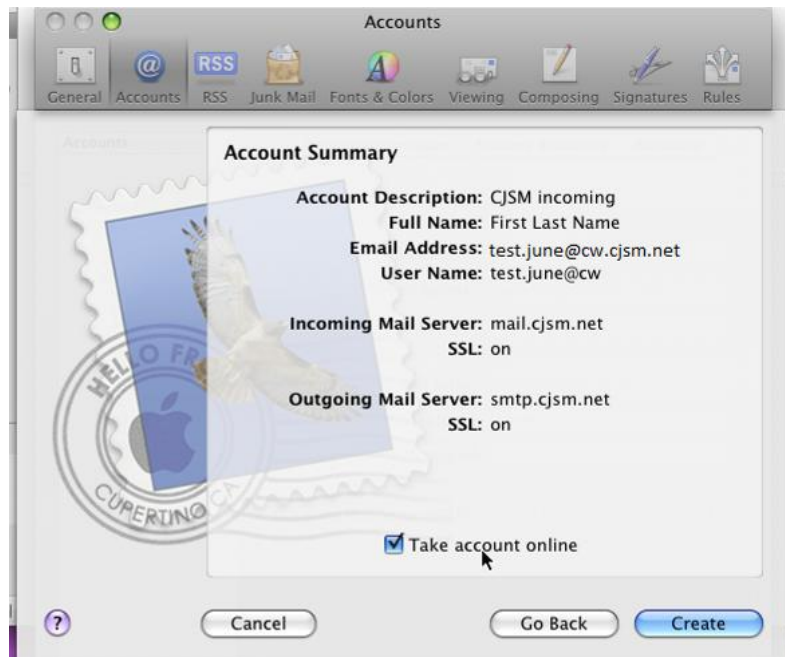 Accounts
General Accounts RSS Junk Mail Fonts & Colors Viewing Composing Signatures Rules
RSS
Accounts
Account Summary
Account Description: CJSM incoming
Full Name: First Last Name
Email Address: test.june@cw.cjsm.net
User Name: test.june@cw
Incoming Mail Server: mail.cjsm.net
SSL: on
Outgoing Mail Server: smtp.cjsm.net
SSL: on
HELLO FR
CUPERTINO CA
Take account online
? Cancel Go Back Create